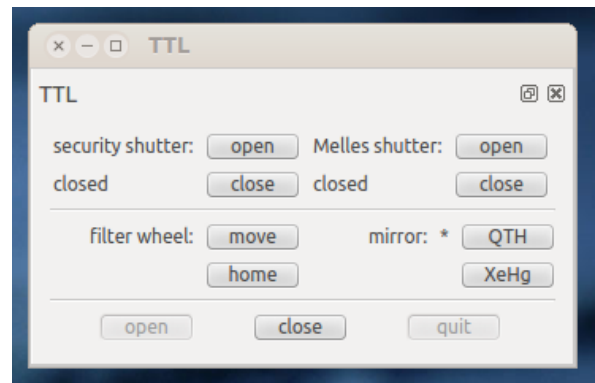 TTL
TTL
security shutter: open Melles shutter: open
closed close closed close
filter wheel: move mirror: * QTH
home XeHg
open close quit